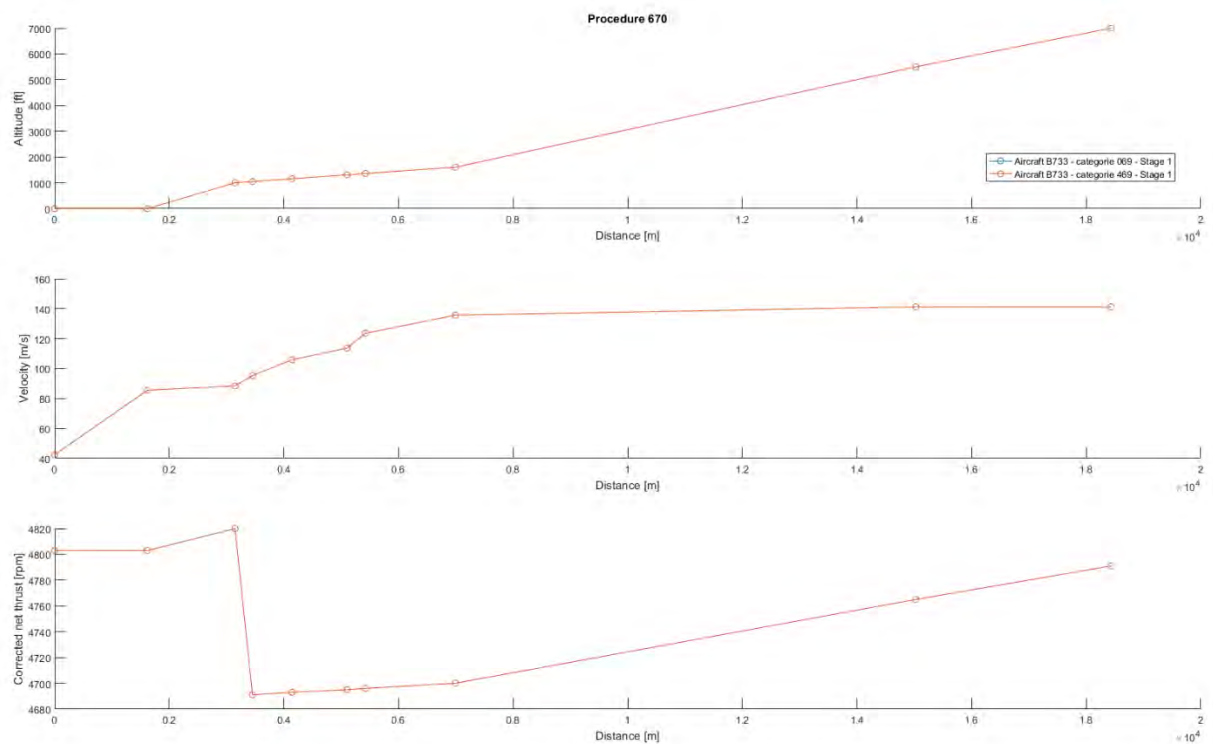 Procedure 670
7000
6000
5000
4000
3000
2000
1000
0
Altitude [ft]
Aircraft B733 - categorie 069 - Stage 1
Aircraft B733 - categorie 469 - Stage 1
0 0.2 0.4 0.6 0.8 1 1.2 1.4 1.6 1.8 2
Distance [m]
×10^4
160
140
120
100
80
60
40
Velocity [m/s]
0 0.2 0.4 0.6 0.8 1 1.2 1.4 1.6 1.8 2
Distance [m]
×10^4
4820
4800
4780
4760
4740
4720
4700
4680
Corrected net thrust [rpm]
0 0.2 0.4 0.6 0.8 1 1.2 1.4 1.6 1.8 2
Distance [m]
×10^4